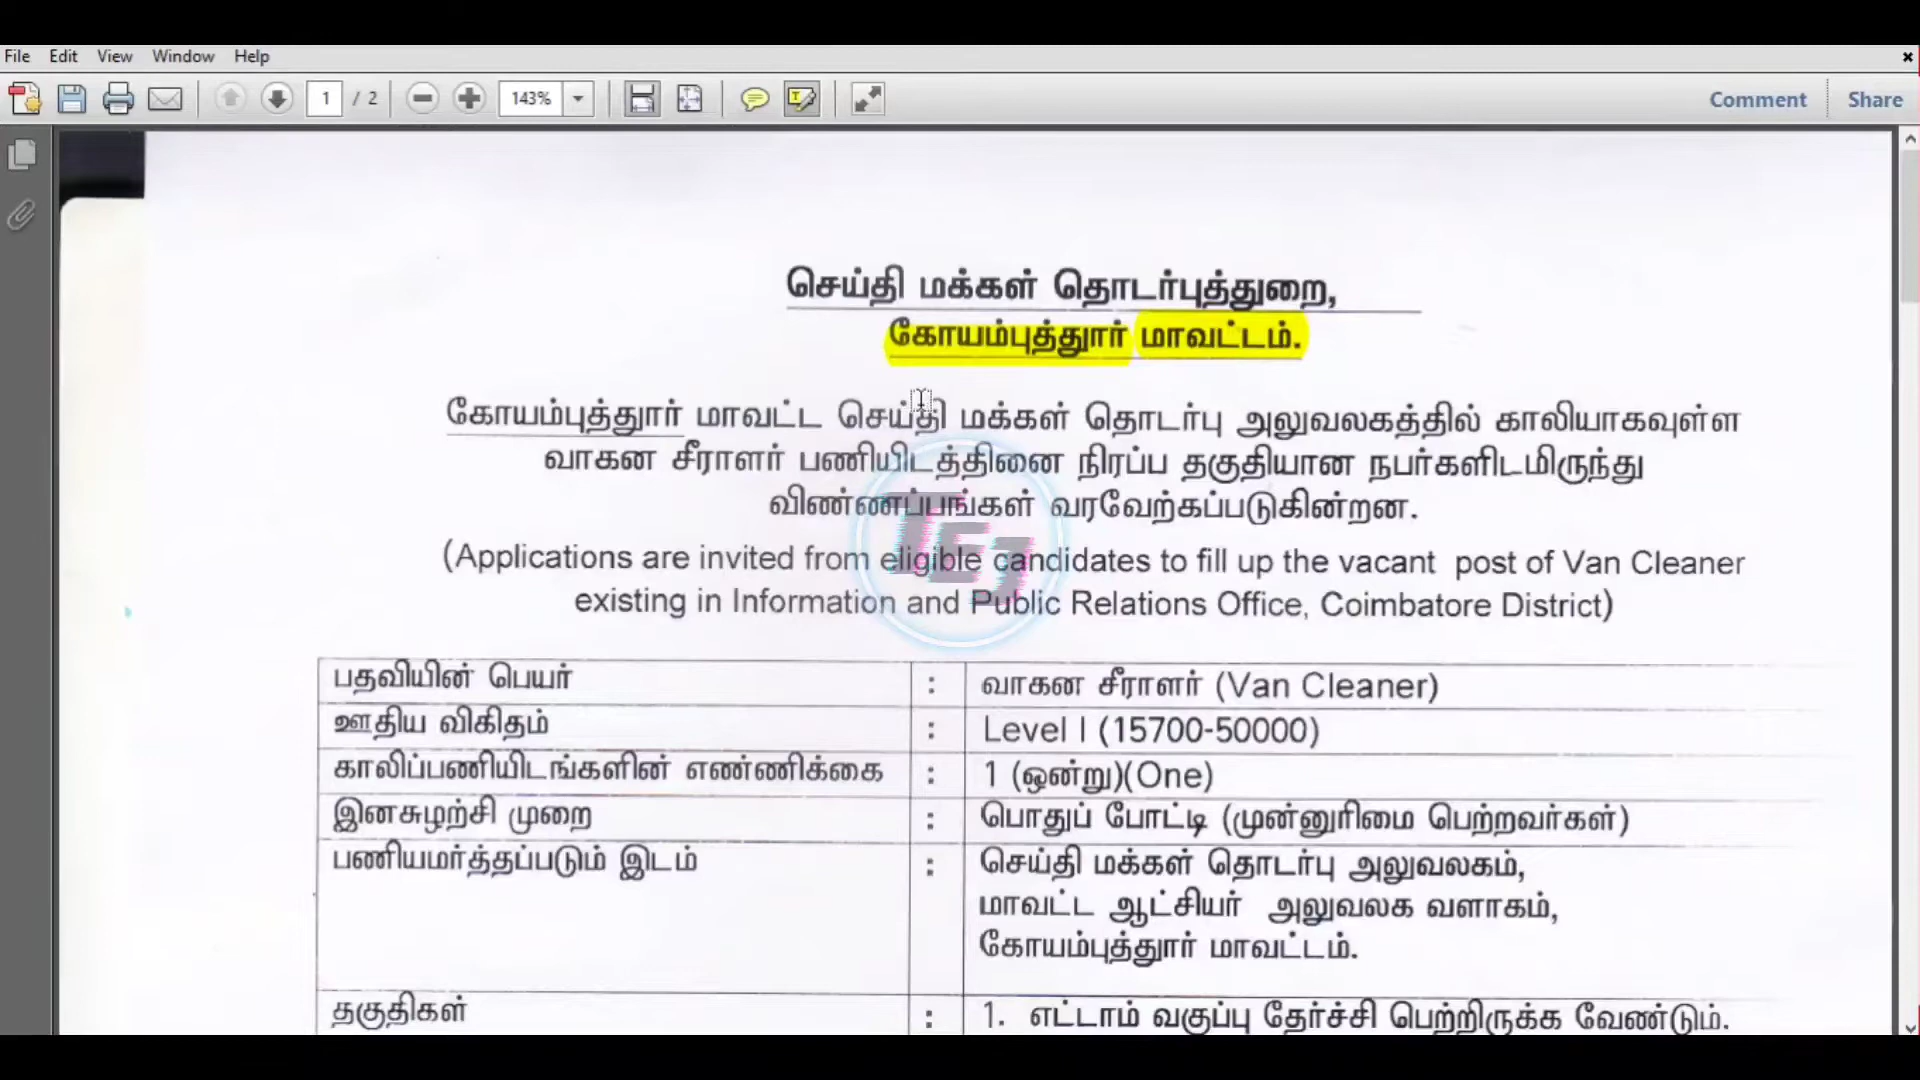 File Edit View Window Help
1 / 2 143% Comment Share
செய்தி மக்கள் தொடர்புத்துறை,
கோயம்புத்தூர் மாவட்டம்.
கோயம்புத்தூர் மாவட்ட செய்தி மக்கள் தொடர்பு அலுவலகத்தில் காலியாகவுள்ள
வாகன சீராளர் பணியிடத்தினை நிரப்ப தகுதியான நபர்களிடமிருந்து
விண்ணப்பங்கள் வரவேற்கப்படுகின்றன.
(Applications are invited from eligible candidates to fill up the vacant post of Van Cleaner
existing in Information and Public Relations Office, Coimbatore District)
TEJ
பதவியின் பெயர் : வாகன சீராளர் (Van Cleaner)
ஊதிய விகிதம் : Level I (15700-50000)
காலிப்பணியிடங்களின் எண்ணிக்கை : 1 (ஒன்று)(One)
இனசுழற்சி முறை : பொதுப் போட்டி (முன்னுரிமை பெற்றவர்கள்)
பணியமர்த்தப்படும் இடம் : செய்தி மக்கள் தொடர்பு அலுவலகம்,
மாவட்ட ஆட்சியர் அலுவலக வளாகம்,
கோயம்புத்தூர் மாவட்டம்.
தகுதிகள் : 1. எட்டாம் வகுப்பு தேர்ச்சி பெற்றிருக்க வேண்டும்.